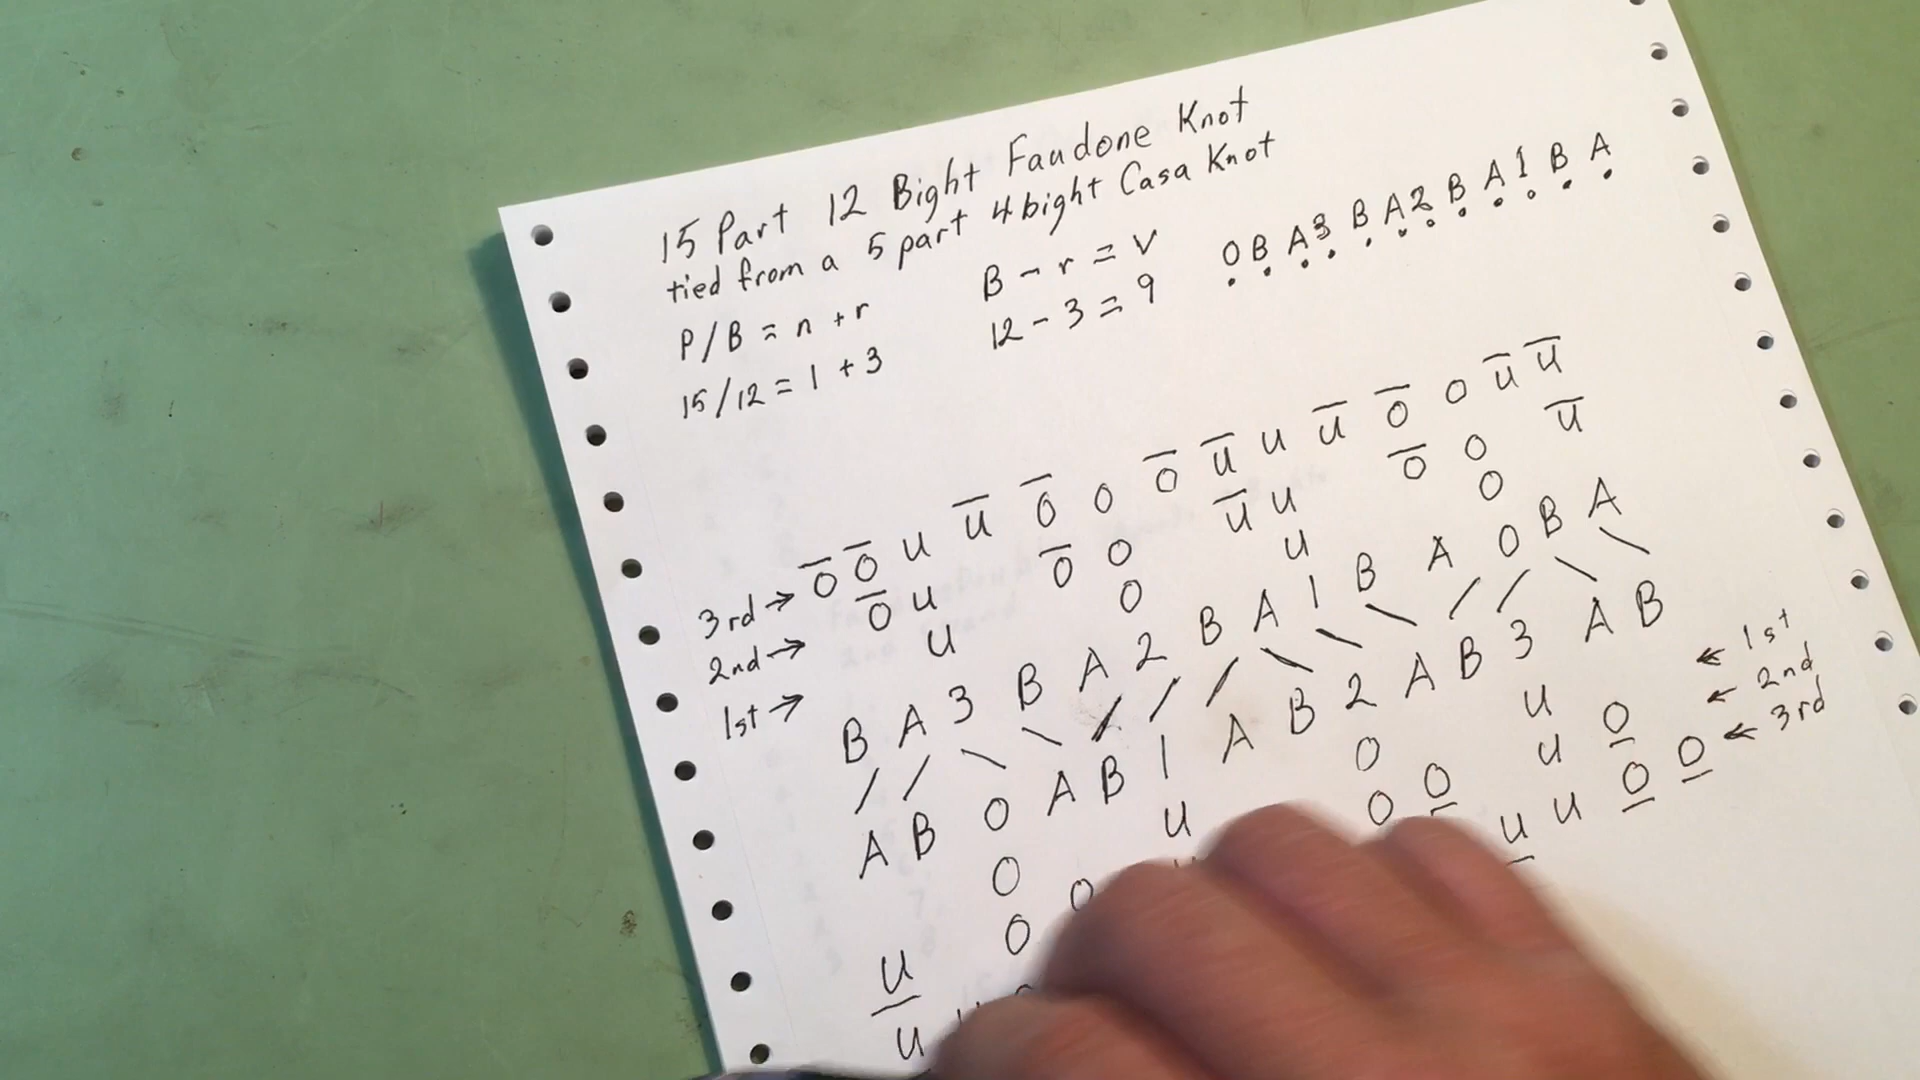 15 Part 12 Bight Fandone Knot
tied from a 5 part 4 bight Casa Knot
P/B = n + r
B - r = V
15/12 = 1 + 3
12 - 3 = 9
O B A 3 B A 2 B A 1 B A
3rd → O̅ O̅ u u̅ O̅ O O̅ u̅ u u̅ O̅ O u̅ u̅
2nd → O̅ u O̅ O u̅ u O̅ O u̅
1st → u O u O
B A 3 B A 2 B A 1 B A O B A
/ / \ \ / / / \ \ \ / / \ \
A B O A B 1 A B 2 A B 3 A B
O u O u ← 1st
O O O O̲ u O̲ ← 2nd
u̲ u̲ u O̲ O̲ ← 3rd
u